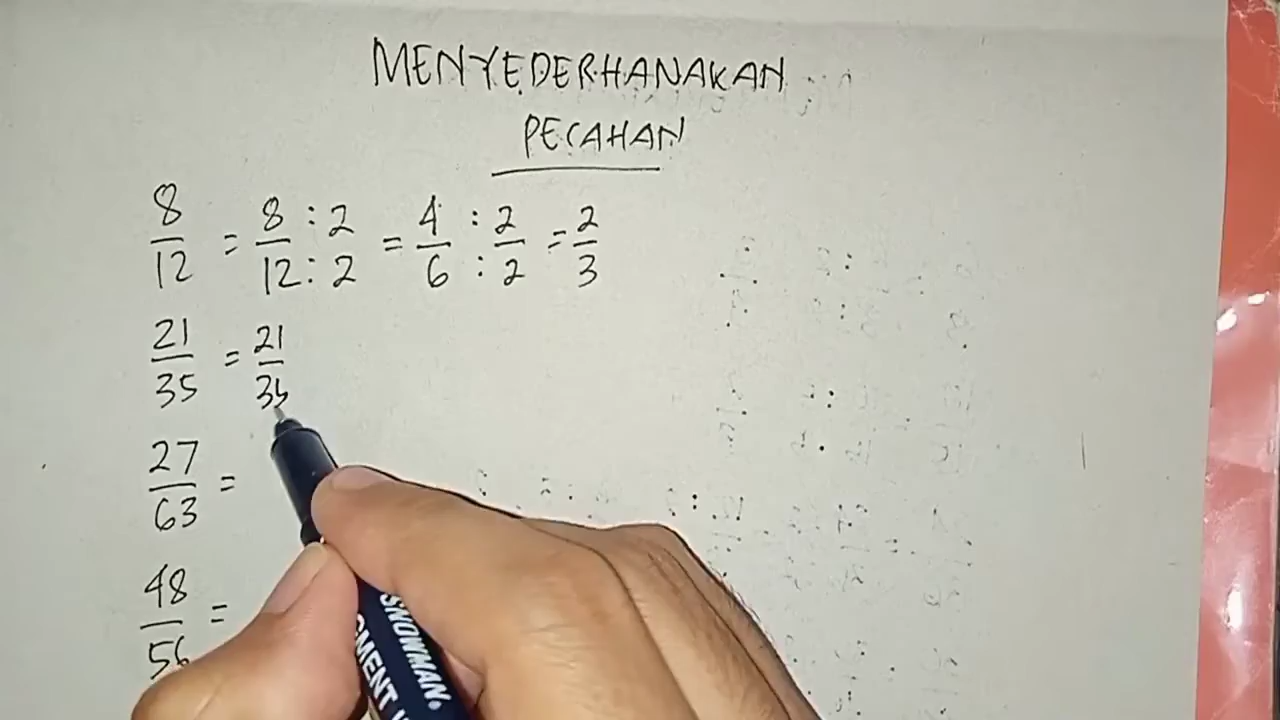 MENYEDERHANAKAN
PECAHAN
8/12 = 8:2/12:2 = 4/6 : 2/2 = 2/3
21/35 = 21/35
27/63 =
48/56 =
SNOWMAN